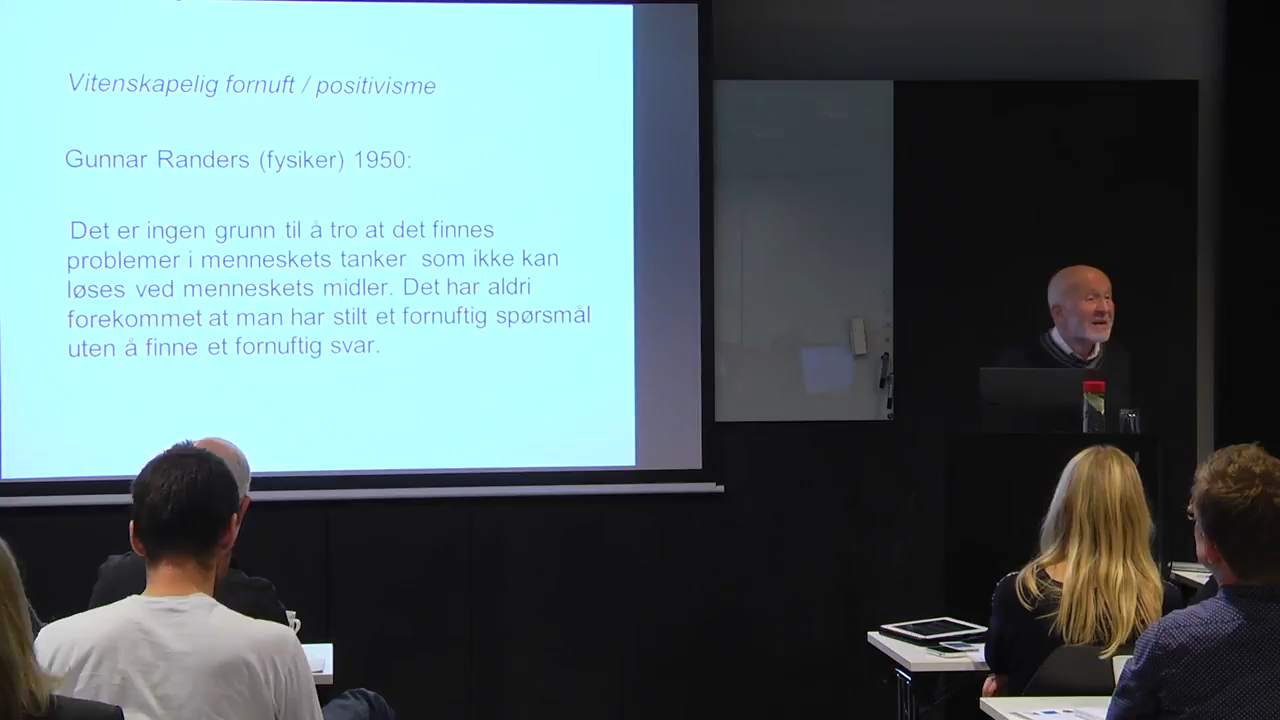 Vitenskapelig fornuft / positivisme
Gunnar Randers (fysiker) 1950:
Det er ingen grunn til å tro at det finnes
problemer i menneskets tanker som ikke kan
løses ved menneskets midler. Det har aldri
forekommet at man har stilt et fornuftig spørsmål
uten å finne et fornuftig svar.